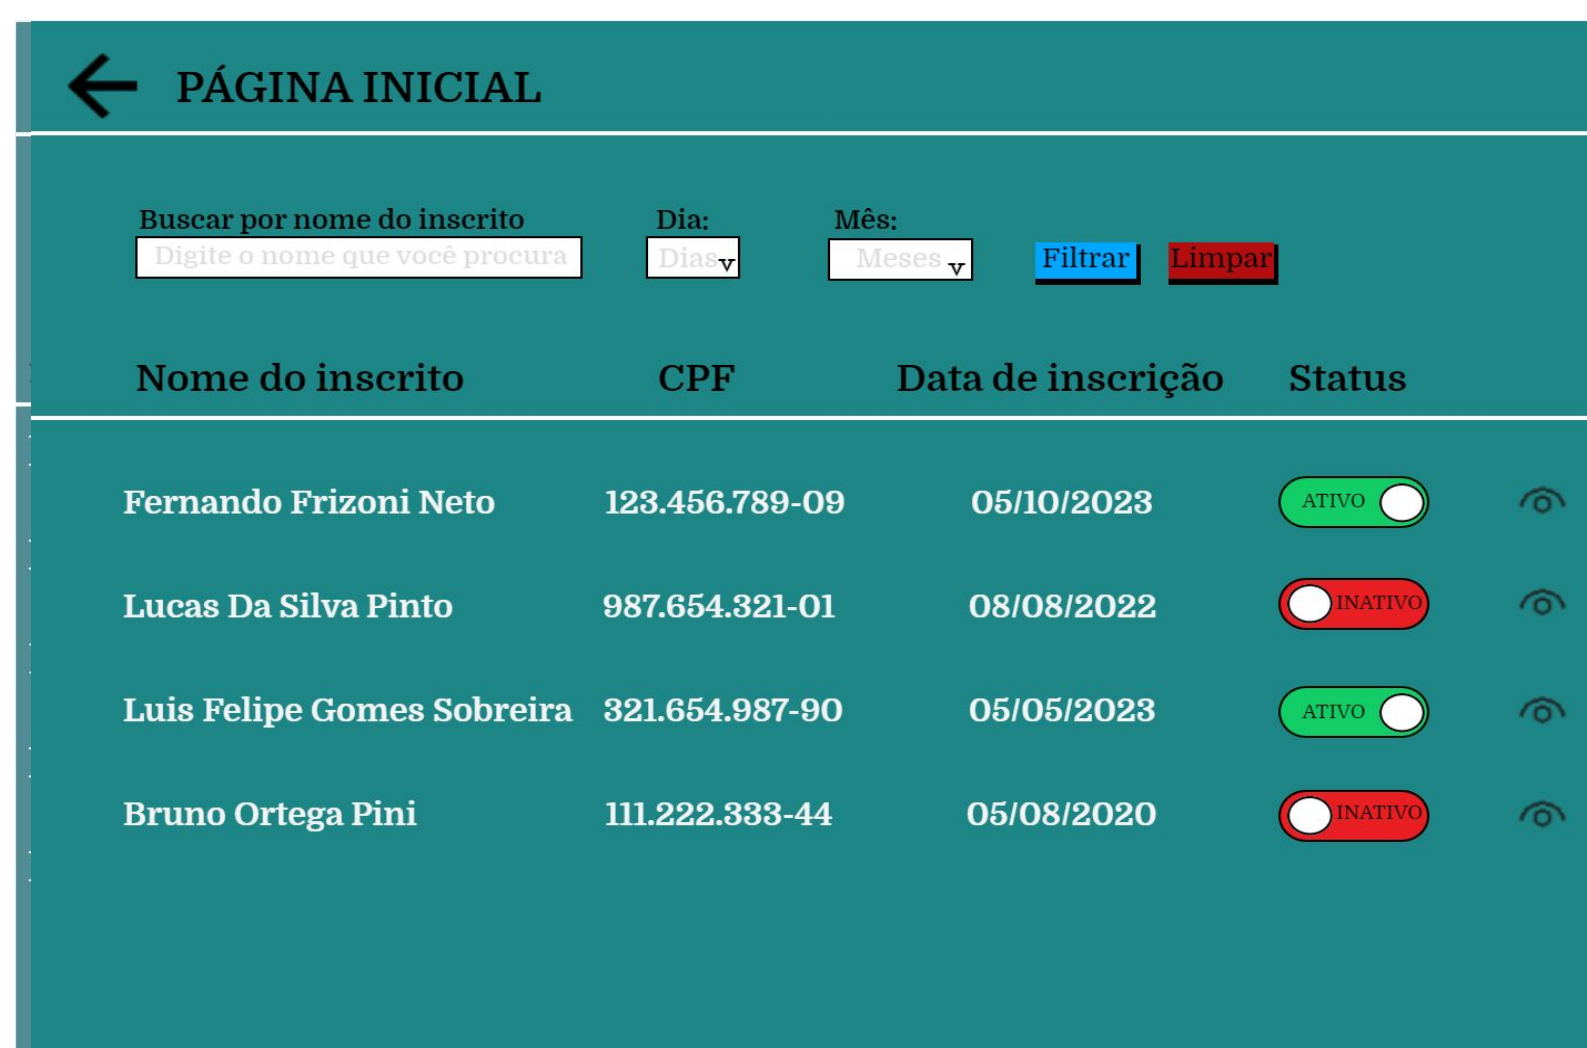 PÁGINA INICIAL
Buscar por nome do inscrito Dia: Mês:
Digite o nome que você procura Dias v Meses v Filtrar Limpar
Nome do inscrito CPF Data de inscrição Status
Fernando Frizoni Neto 123.456.789-09 05/10/2023 ATIVO
Lucas Da Silva Pinto 987.654.321-01 08/08/2022 INATIVO
Luis Felipe Gomes Sobreira 321.654.987-90 05/05/2023 ATIVO
Bruno Ortega Pini 111.222.333-44 05/08/2020 INATIVO